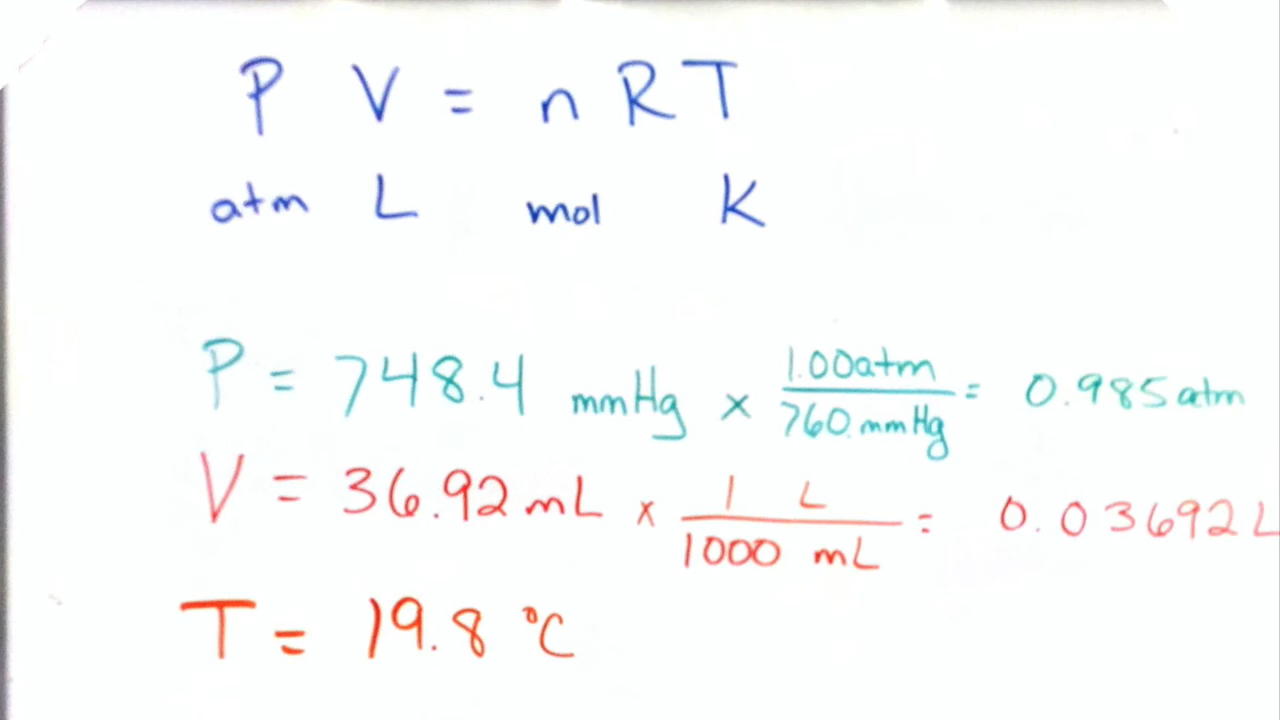 P V = n R T
atm L mol K
P = 748.4 mmHg x 1.00atm / 760. mmHg = 0.985 atm
V = 36.92 mL x 1 L / 1000 mL = 0.03692 L
T = 19.8 °C